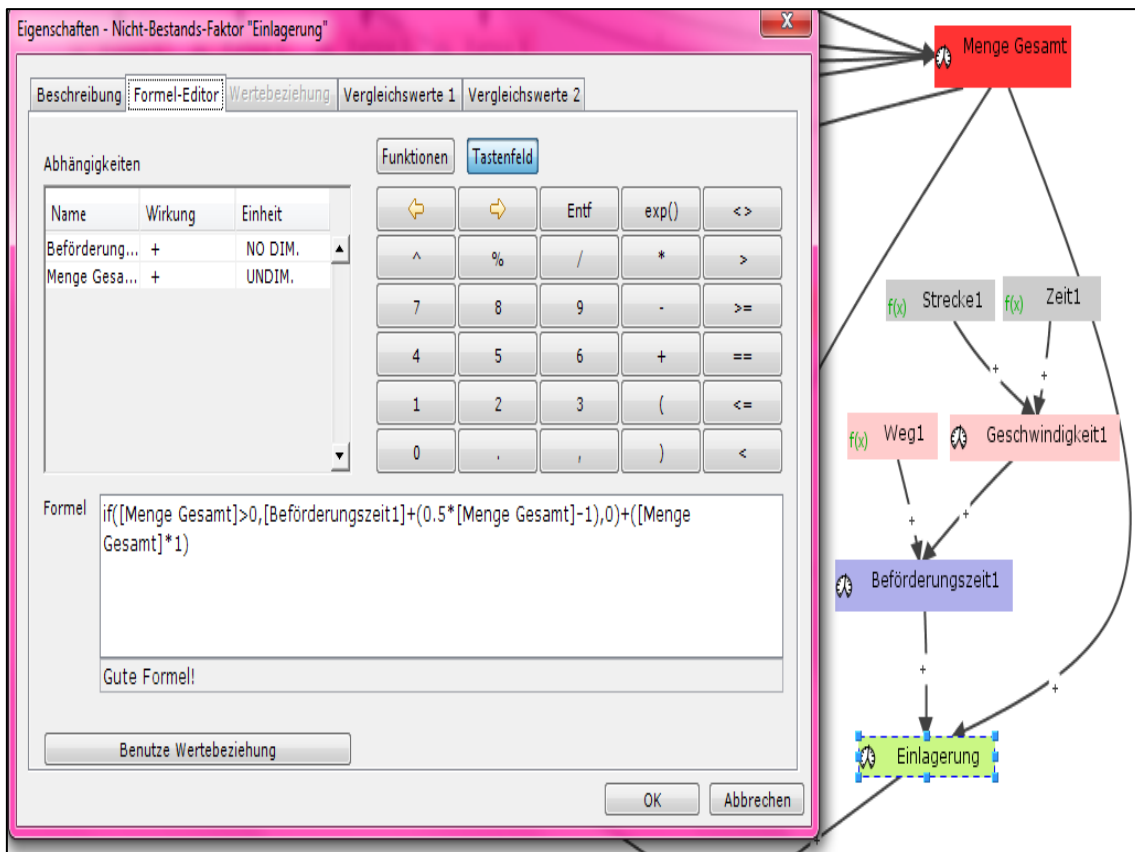 Eigenschaften - Nicht-Bestands-Faktor "Einlagerung"
X
Beschreibung Formel-Editor Wertebeziehung Vergleichswerte 1 Vergleichswerte 2
Abhängigkeiten
Funktionen Tastenfeld
Name Wirkung Einheit
Beförderung... + NO DIM.
Menge Gesa... + UNDIM.
Entf exp() <>
^ % / * >
7 8 9 - >=
4 5 6 + ==
1 2 3 ( <=
0 . , ) <
Formel
if([Menge Gesamt]>0,[Beförderungszeit1]+(0.5*[Menge Gesamt]-1),0)+([Menge
Gesamt]*1)
Gute Formel!
Benutze Wertebeziehung
OK Abbrechen
Menge Gesamt
f(x) Strecke1
f(x) Zeit1
+
+
f(x) Weg1
Geschwindigkeit1
+
+
Beförderungszeit1
+
+
Einlagerung
+